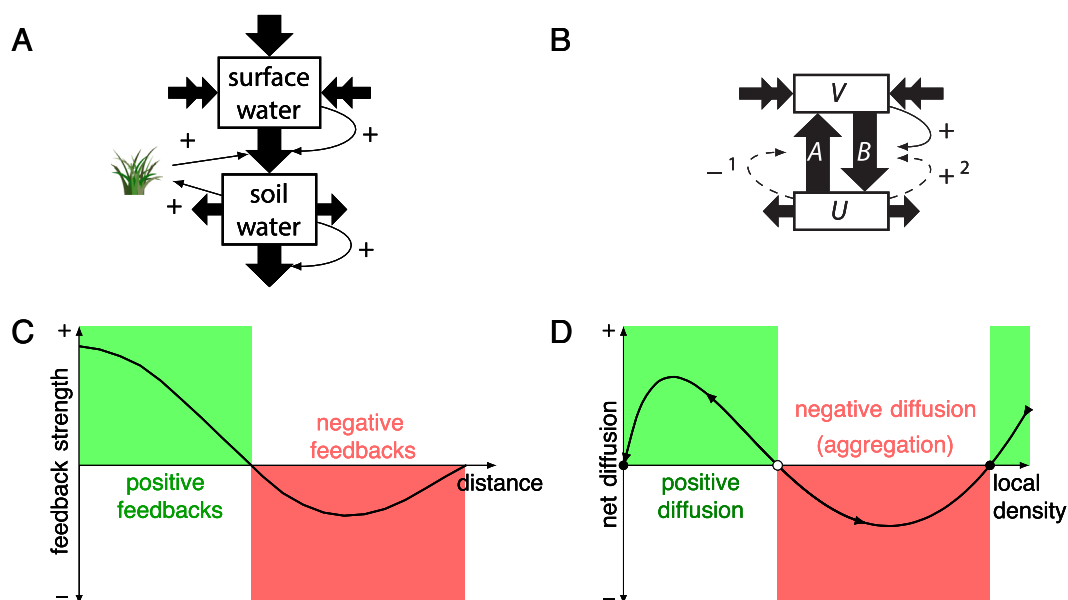 A
surface
water
+
+
+
soil
water
+
B
V
+
A
B
− 1
+ 2
U
C
+
feedback strength
negative
feedbacks
positive
feedbacks
distance
−
D
+
net diffusion
negative diffusion
(aggregation)
positive
diffusion
local
density
−